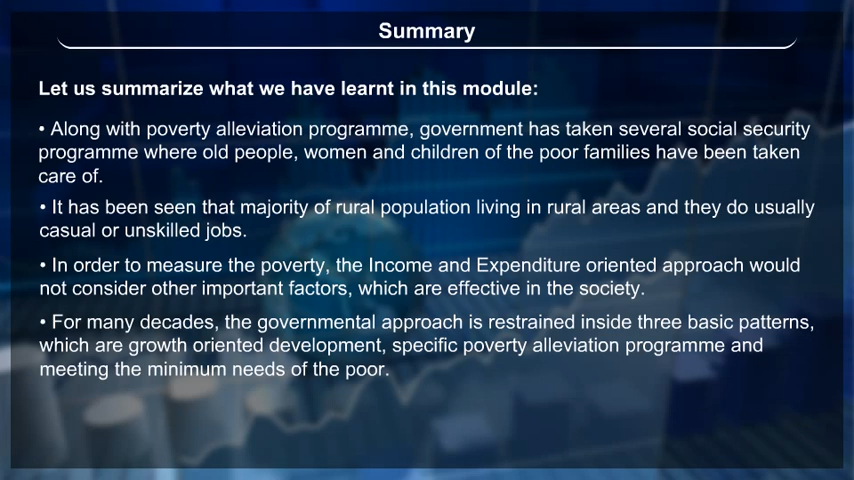 Summary
Let us summarize what we have learnt in this module:
• Along with poverty alleviation programme, government has taken several social security
programme where old people, women and children of the poor families have been taken
care of.
• It has been seen that majority of rural population living in rural areas and they do usually
casual or unskilled jobs.
• In order to measure the poverty, the Income and Expenditure oriented approach would
not consider other important factors, which are effective in the society.
• For many decades, the governmental approach is restrained inside three basic patterns,
which are growth oriented development, specific poverty alleviation programme and
meeting the minimum needs of the poor.